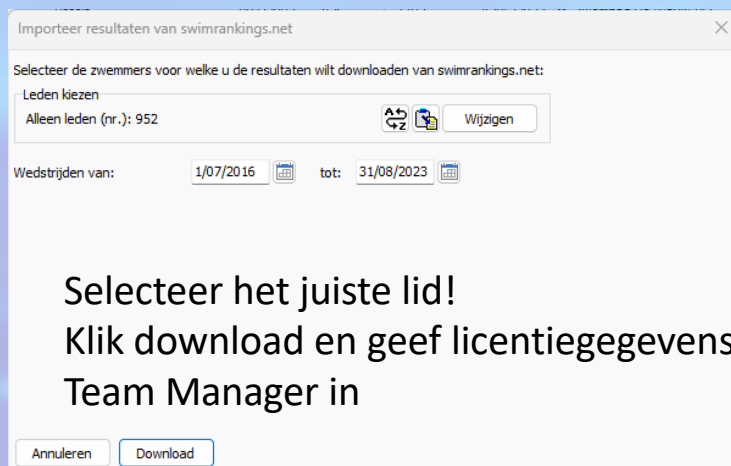 Importeer resultaten van swimrankings.net
Selecteer de zwemmers voor welke u de resultaten wilt downloaden van swimrankings.net:
Leden kiezen
Alleen leden (nr.): 952
Wijzigen
Wedstrijden van: 1/07/2016 tot: 31/08/2023
Selecteer het juiste lid!
Klik download en geef licentiegegevens
Team Manager in
Annuleren Download